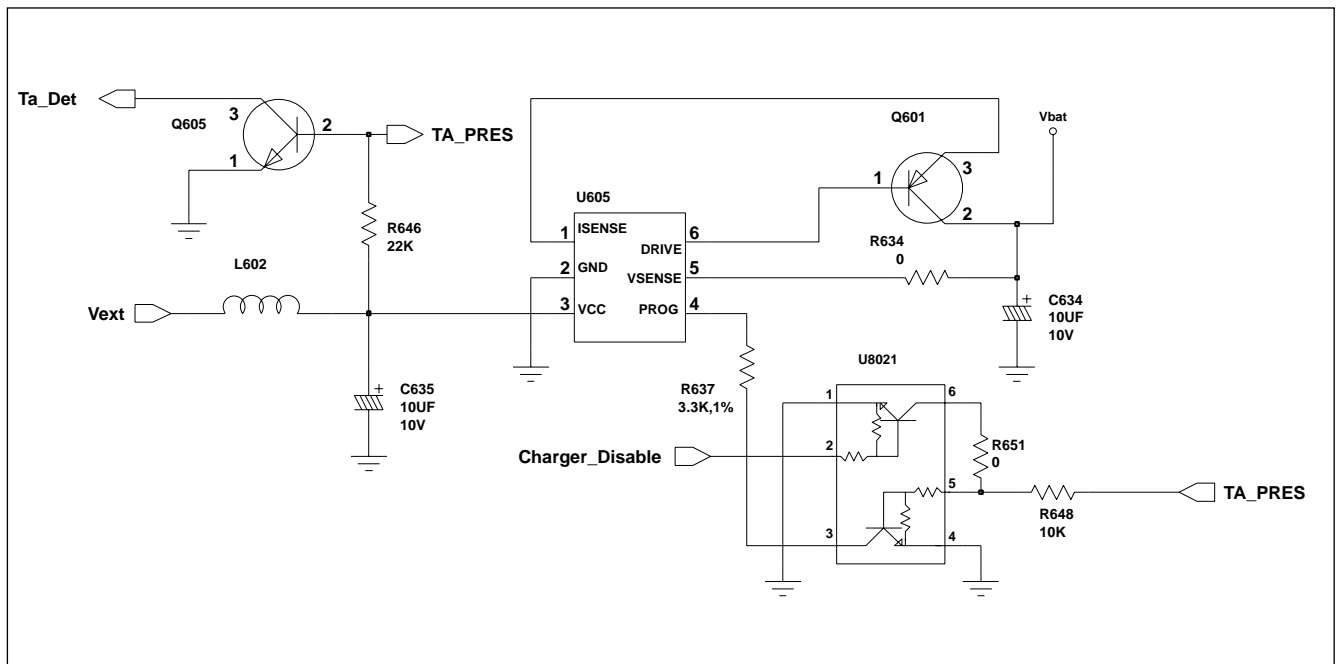 Ta_Det
Q605
3
1
2
TA_PRES
R646
22K
L602
Vext
C635
10UF
10V
U605
1 ISENSE
2 GND
3 VCC
DRIVE 6
VSENSE 5
PROG 4
Q601
1
3
2
Vbat
R634
0
C634
10UF
10V
R637
3.3K,1%
U8021
1
2
3
6
5
4
Charger_Disable
R651
0
R648
10K
TA_PRES